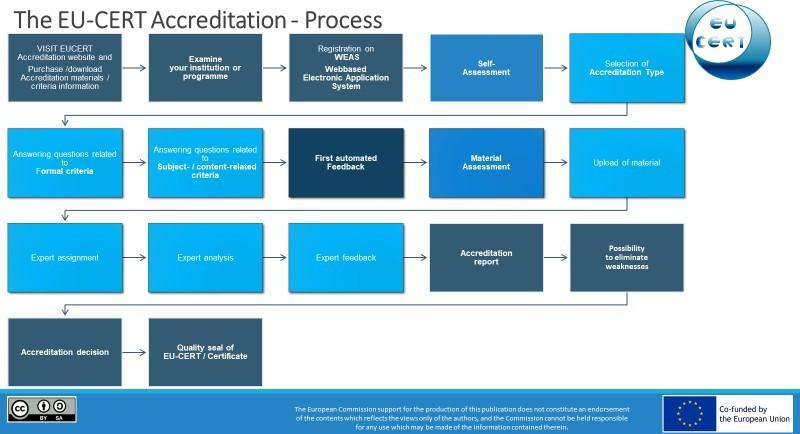 The EU-CERT Accreditation - Process
EU
CERT
VISIT EUCERT
Accreditation website and
Purchase /download
Accreditation materials /
criteria information
Examine
your institution or
programme
Registration on
WEAS
Webbased
Electronic Application
System
Self-
Assessment
Selection of
Accreditation Type
Answering questions related
to
Formal criteria
Answering questions related
to
Subject- / content-related
criteria
First automated
Feedback
Material
Assessment
Upload of material
Expert assignment
Expert analysis
Expert feedback
Accreditation
report
Possibility
to eliminate
weaknesses
Accreditation decision
Quality seal of
EU-CERT / Certificate
cc
BY SA
The European Commission support for the production of this publication does not constitute an endorsement
of the contents which reflects the views only of the authors, and the Commission cannot be held responsible
for any use which may be made of the information contained therein.
Co-funded by
the European Union